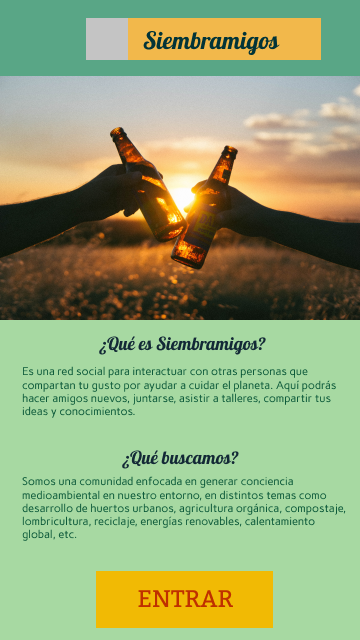 Siembramigos
¿Qué es Siembramigos?
Es una red social para interactuar con otras personas que
compartan tu gusto por ayudar a cuidar el planeta. Aquí podrás
hacer amigos nuevos, juntarse, asistir a talleres, compartir tus
ideas y conocimientos.
¿Qué buscamos?
Somos una comunidad enfocada en generar conciencia
medioambiental en nuestro entorno, en distintos temas como
desarrollo de huertos urbanos, agricultura orgánica, compostaje,
lombricultura, reciclaje, energías renovables, calentamiento
global, etc.
ENTRAR